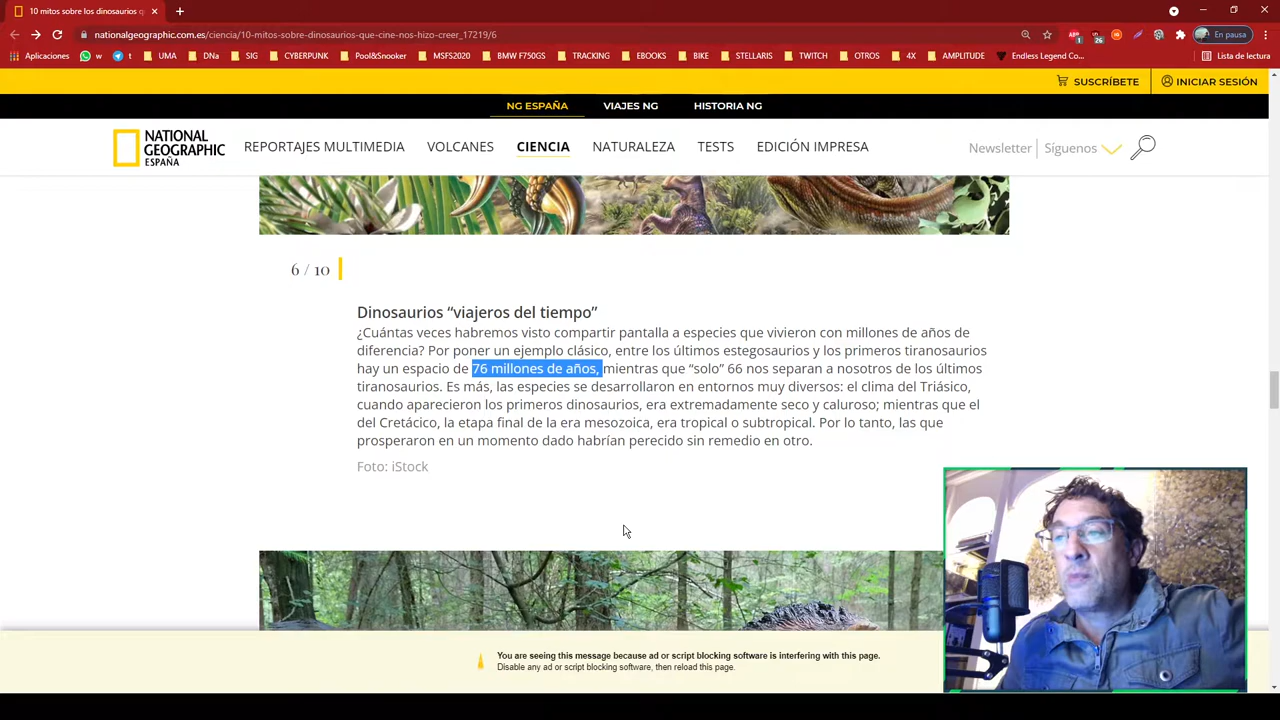 10 mitos sobre los dinosaurios q
nationalgeographic.com.es/ciencia/10-mitos-sobre-dinosaurios-que-cine-nos-hizo-creer_17219/6
En pausa
Aplicaciones w t UMA DNa SIG CYBERPUNK Pool&Snooker MSFS2020 BMW F750GS TRACKING EBOOKS BIKE STELLARIS TWITCH OTROS 4X AMPLITUDE Endless Legend Co... Lista de lectura
SUSCRÍBETE INICIAR SESIÓN
NG ESPAÑA VIAJES NG HISTORIA NG
NATIONAL
GEOGRAPHIC
ESPAÑA
REPORTAJES MULTIMEDIA VOLCANES CIENCIA NATURALEZA TESTS EDICIÓN IMPRESA Newsletter Síguenos
6 / 10
Dinosaurios “viajeros del tiempo”
¿Cuántas veces habremos visto compartir pantalla a especies que vivieron con millones de años de
diferencia? Por poner un ejemplo clásico, entre los últimos estegosaurios y los primeros tiranosaurios
hay un espacio de 76 millones de años, mientras que “solo” 66 nos separan a nosotros de los últimos
tiranosaurios. Es más, las especies se desarrollaron en entornos muy diversos: el clima del Triásico,
cuando aparecieron los primeros dinosaurios, era extremadamente seco y caluroso; mientras que el
del Cretácico, la etapa final de la era mesozoica, era tropical o subtropical. Por lo tanto, las que
prosperaron en un momento dado habrían perecido sin remedio en otro.
Foto: iStock
You are seeing this message because ad or script blocking software is interfering with this page.
Disable any ad or script blocking software, then reload this page.